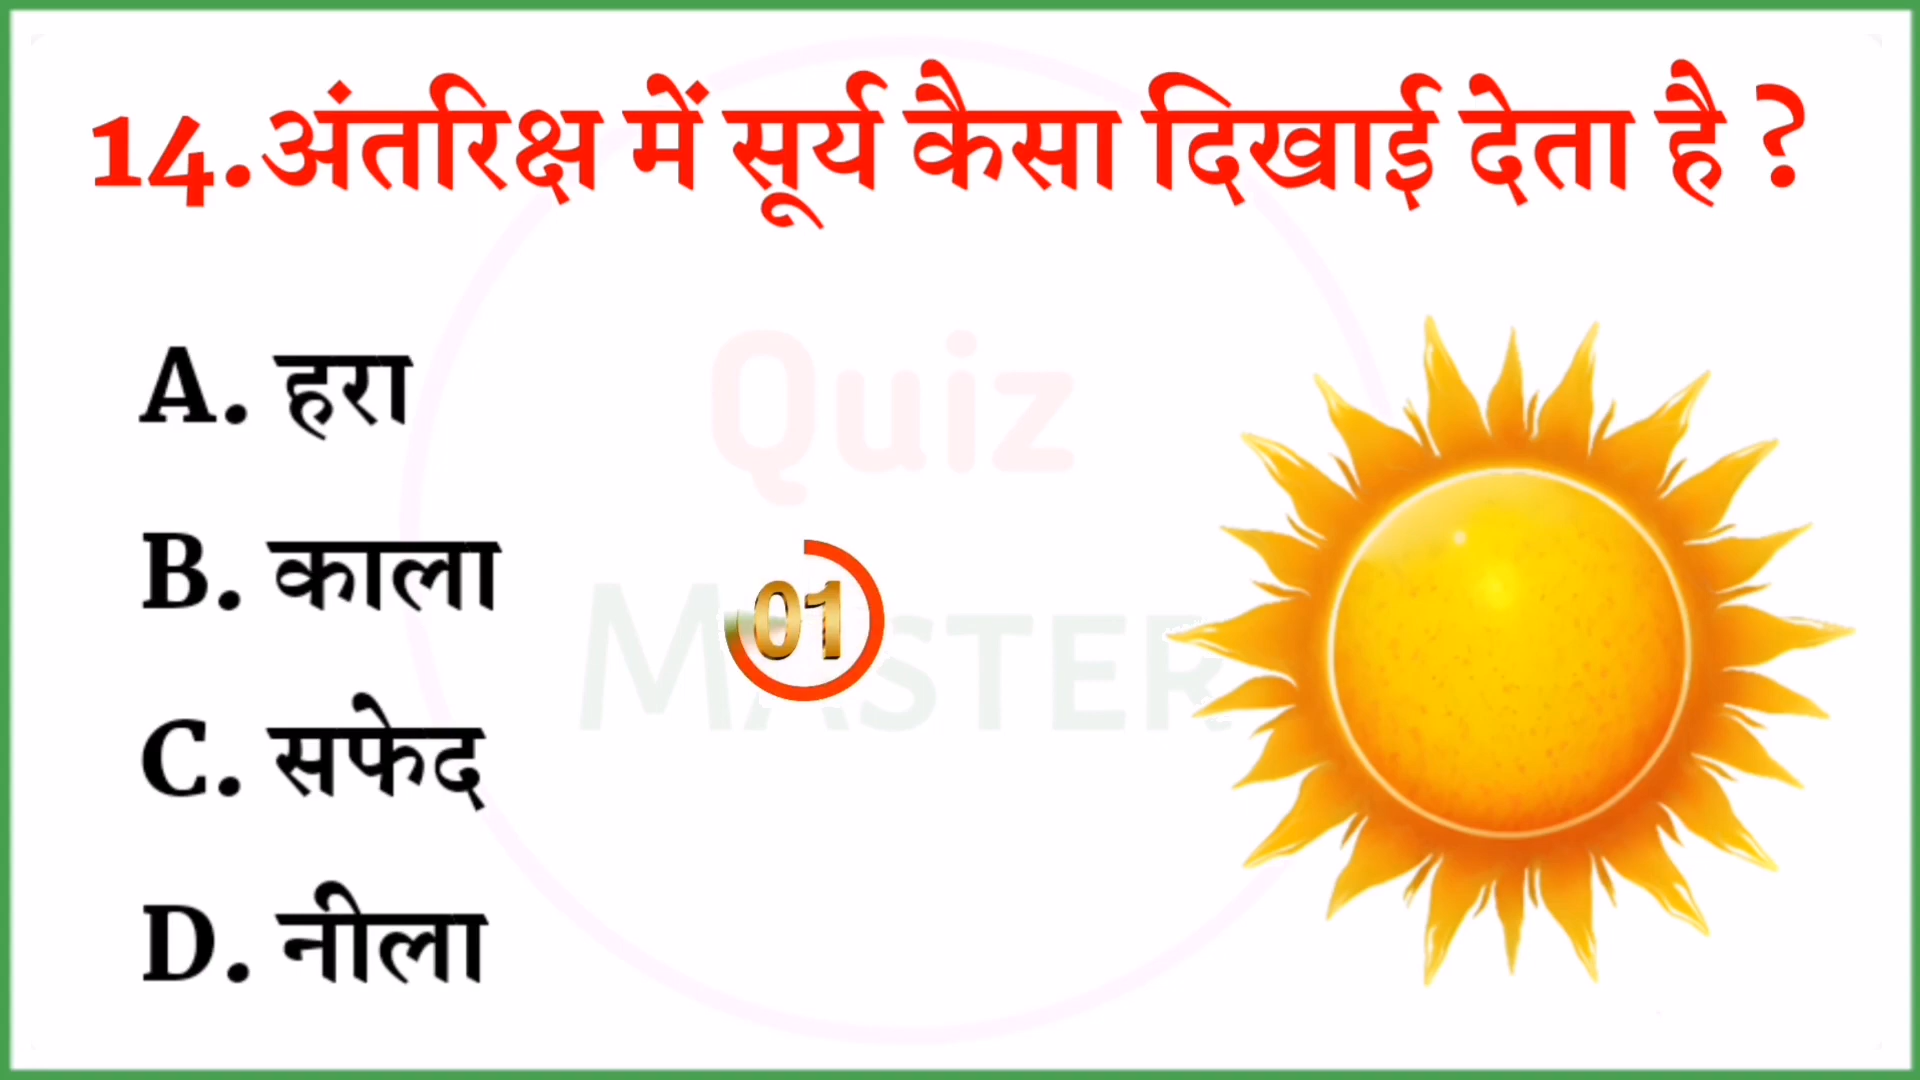 14.अंतरिक्ष में सूर्य कैसा दिखाई देता है ?
A. हरा
Quiz
B. काला
MASTER
01
C. सफेद
D. नीला